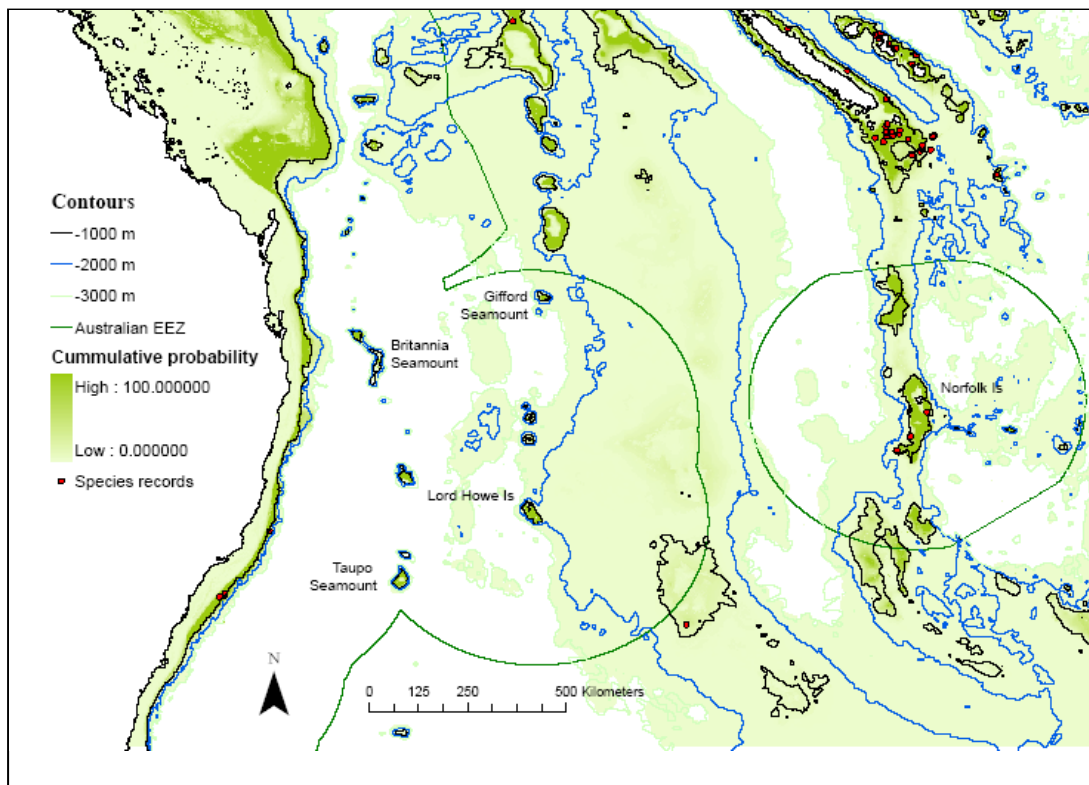 Contours
-1000 m
-2000 m
-3000 m
Australian EEZ
Cummulative probability
High : 100.000000
Low : 0.000000
Species records
Gifford
Seamount
Britannia
Seamount
Norfolk Is
Lord Howe Is
Taupo
Seamount
N
0 125 250 500 Kilometers